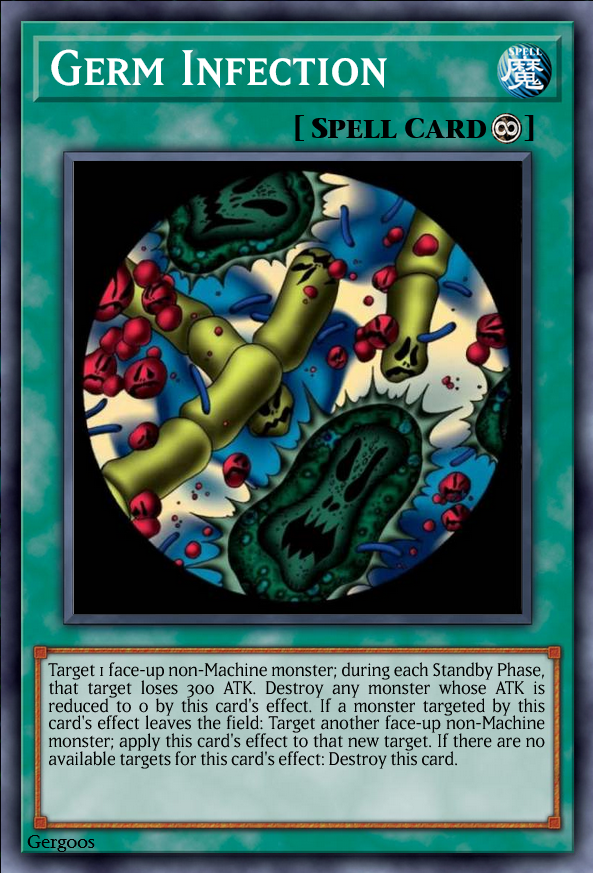 Germ Infection
SPELL
魔
[ Spell Card ]
Target 1 face-up non-Machine monster; during each Standby Phase,
that target loses 300 ATK. Destroy any monster whose ATK is
reduced to 0 by this card's effect. If a monster targeted by this
card's effect leaves the field: Target another face-up non-Machine
monster; apply this card's effect to that new target. If there are no
available targets for this card's effect: Destroy this card.
Gergoos